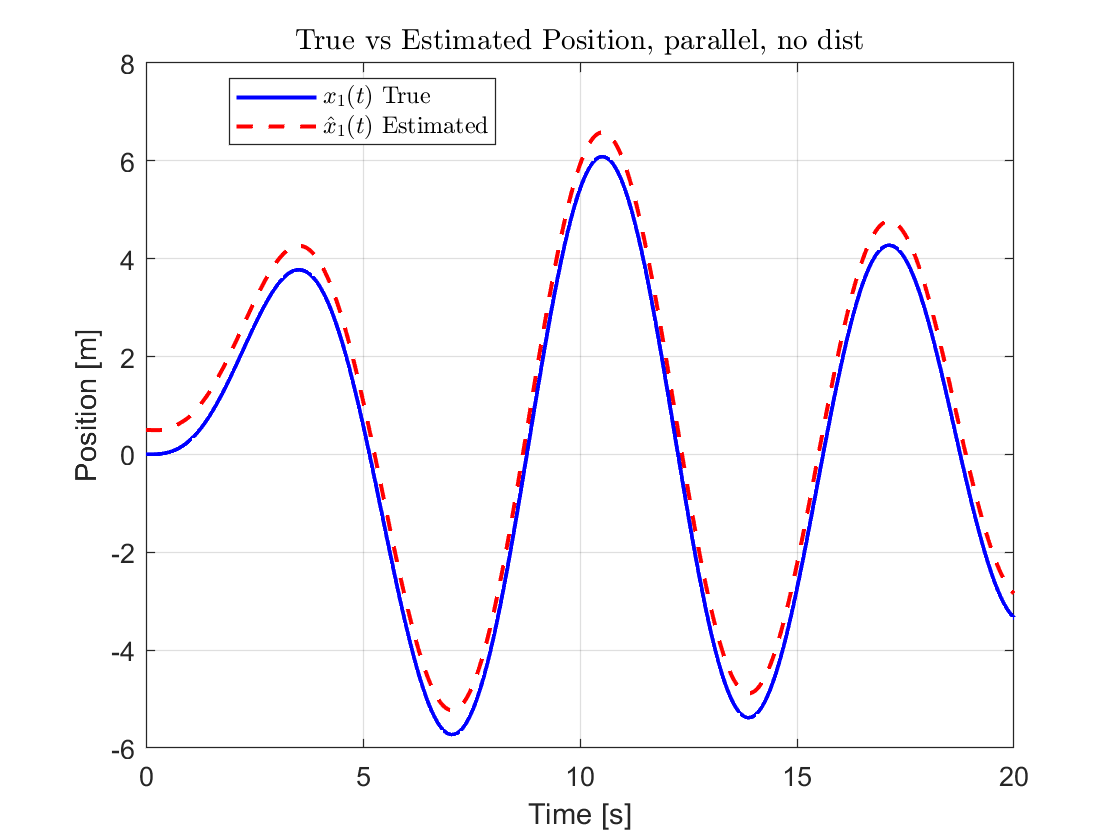 True vs Estimated Position, parallel, no dist
x₁(t) True
x̂₁(t) Estimated
8
6
4
2
0
-2
-4
-6
Position [m]
0 5 10 15 20
Time [s]